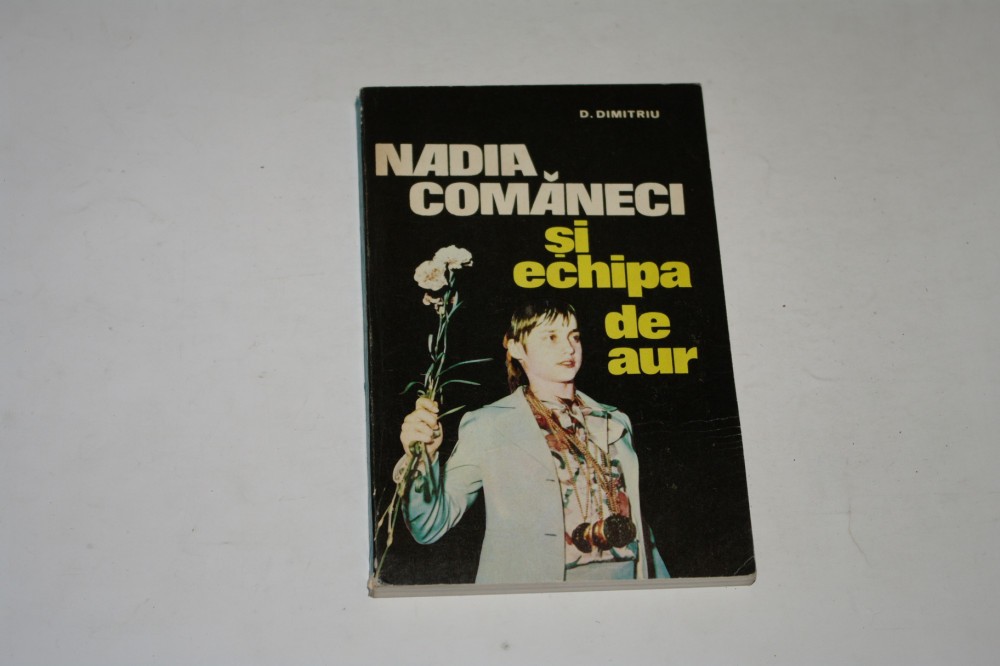 D. DIMITRIU
NADIA
COMĂNECI
și
echipa
de
aur